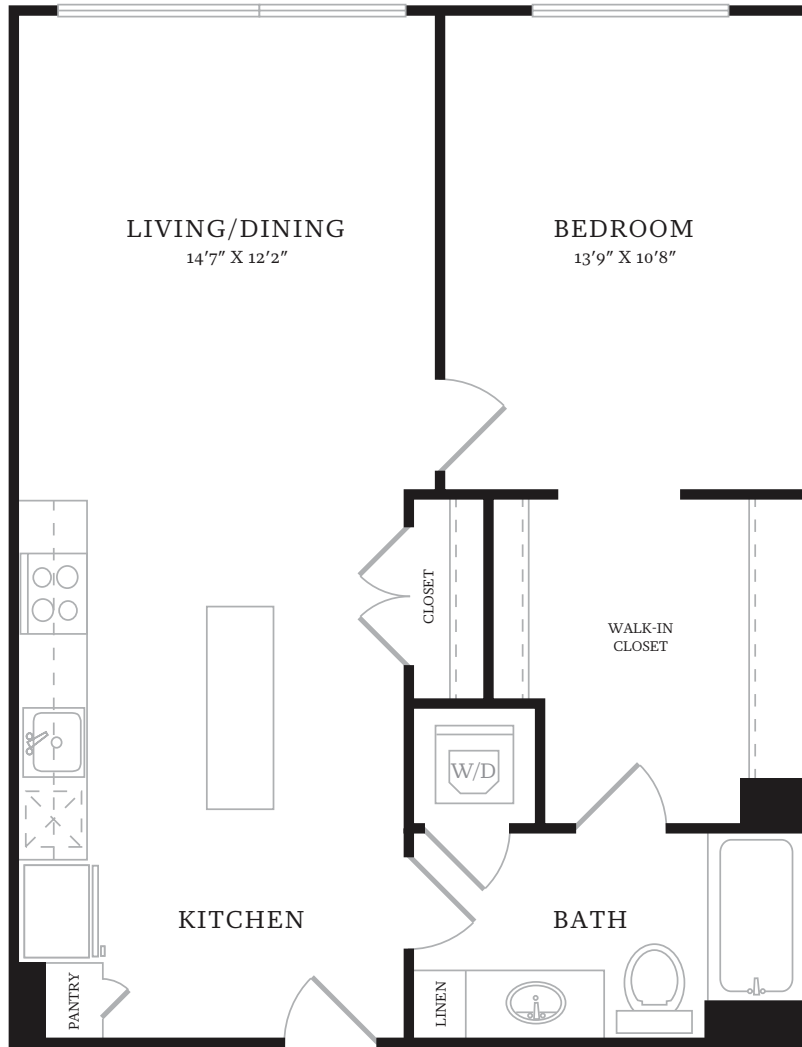 LIVING/DINING
14′7″ X 12′2″
BEDROOM
13′9″ X 10′8″
CLOSET
WALK-IN
CLOSET
W/D
KITCHEN
BATH
PANTRY
LINEN